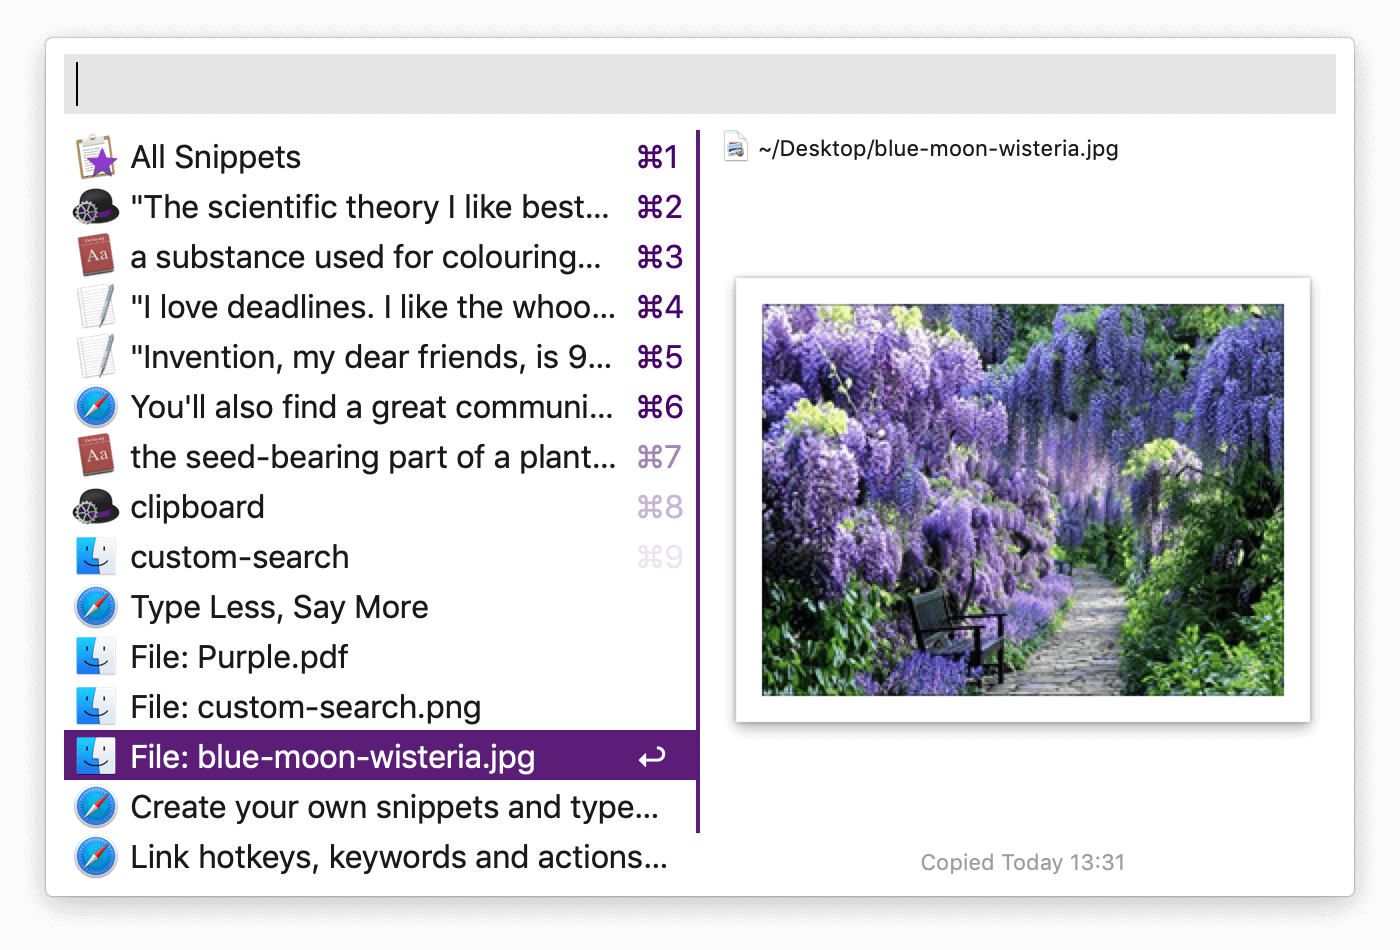 All Snippets ⌘1
"The scientific theory I like best... ⌘2
a substance used for colouring... ⌘3
"I love deadlines. I like the whoo... ⌘4
"Invention, my dear friends, is 9... ⌘5
You'll also find a great communi... ⌘6
the seed-bearing part of a plant... ⌘7
clipboard ⌘8
custom-search ⌘9
Type Less, Say More
File: Purple.pdf
File: custom-search.png
File: blue-moon-wisteria.jpg
Create your own snippets and type...
Link hotkeys, keywords and actions...
~/Desktop/blue-moon-wisteria.jpg
Copied Today 13:31